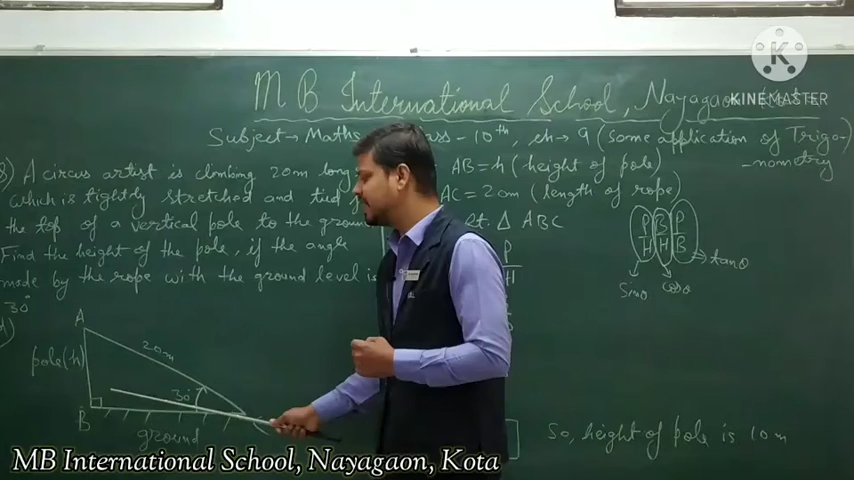 M B International School, Nayagaon
KINEMASTER
Subject → Maths - 10th, ch → 9 (Some application of Trigo-
-nometry)
A circus artist is climbing 20m long
AB = h (height of pole)
which is tightly stretched and tied
AC = 20m (length of rope)
the top of a vertical pole to the ground
rt. Δ ABC
Find the height of the pole, if the angle
made by the rope with the ground level is
30°
P B P
H H B
→ tanθ
sinθ cosθ
P
H
A
20m
pole(h)
30°
B
ground
So, height of pole is 10m
MB International School, Nayagaon, Kota